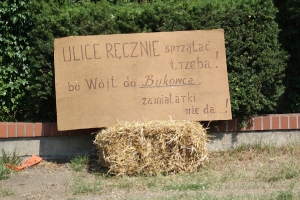 ULICE RĘCZNIE SPRZĄTAĆ
TRZEBA!
bo Wójt do Bukowca
zamiatarki
nie da!